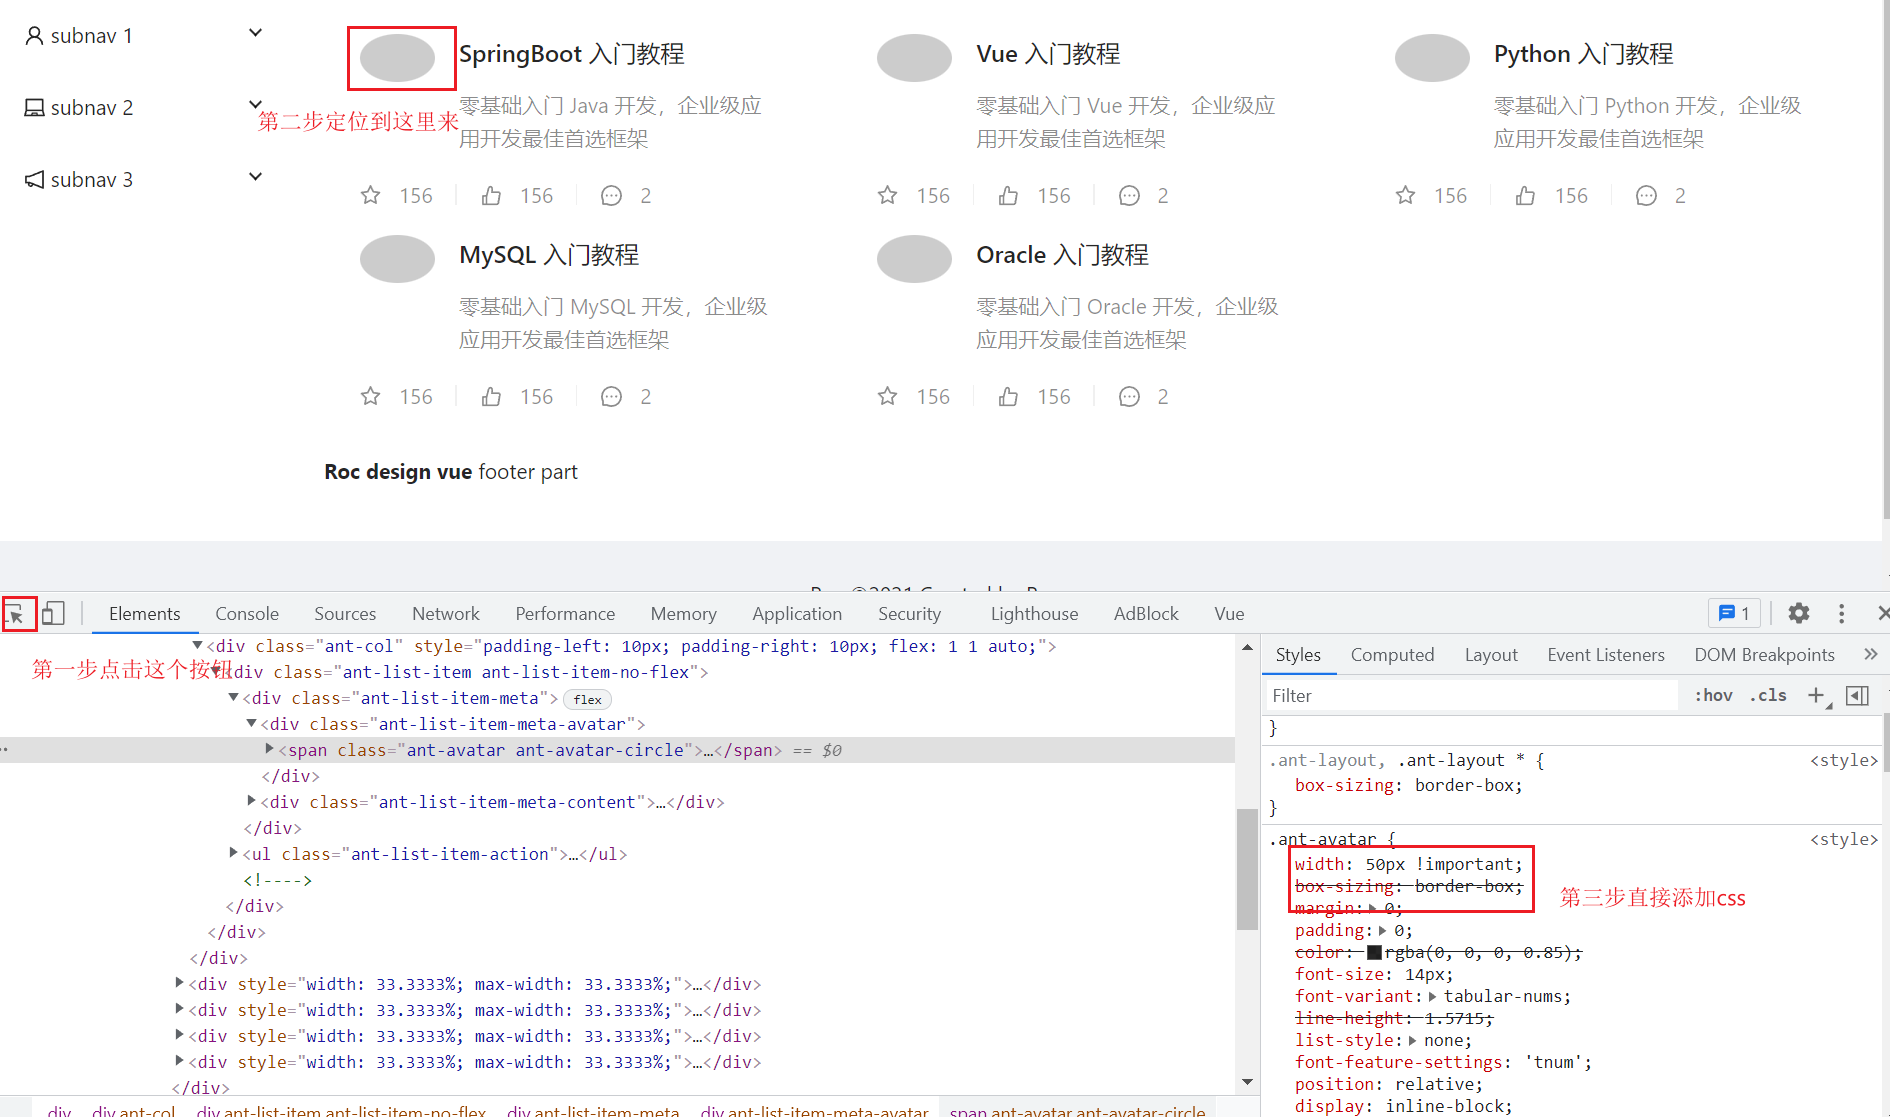 subnav 1
subnav 2
subnav 3
SpringBoot 入门教程
零基础入门 Java 开发，企业级应
用开发最佳首选框架
156 156 2
Vue 入门教程
零基础入门 Vue 开发，企业级应
用开发最佳首选框架
156 156 2
Python 入门教程
零基础入门 Python 开发，企业级
应用开发最佳首选框架
156 156 2
第二步定位到这里来
MySQL 入门教程
零基础入门 MySQL 开发，企业级
应用开发最佳首选框架
156 156 2
Oracle 入门教程
零基础入门 Oracle 开发，企业级
应用开发最佳首选框架
156 156 2
Roc design vue footer part
Elements Console Sources Network Performance Memory Application Security Lighthouse AdBlock Vue 1
第一步点击这个按钮
<div class="ant-col" style="padding-left: 10px; padding-right: 10px; flex: 1 1 auto;">
div class="ant-list-item ant-list-item-no-flex">
<div class="ant-list-item-meta"> flex
<div class="ant-list-item-meta-avatar">
<span class="ant-avatar ant-avatar-circle">…</span> == $0
</div>
<div class="ant-list-item-meta-content">…</div>
</div>
<ul class="ant-list-item-action">…</ul>
<!---->
</div>
</div>
</div>
<div style="width: 33.3333%; max-width: 33.3333%;">…</div>
<div style="width: 33.3333%; max-width: 33.3333%;">…</div>
<div style="width: 33.3333%; max-width: 33.3333%;">…</div>
<div style="width: 33.3333%; max-width: 33.3333%;">…</div>
</div>
div div.ant-col div.ant-list-item.ant-list-item-no-flex div.ant-list-item-meta div.ant-list-item-meta-avatar span.ant-avatar.ant-avatar-circle
Styles Computed Layout Event Listeners DOM Breakpoints »
Filter :hov .cls +
}
.ant-layout, .ant-layout * { <style>
box-sizing: border-box;
}
.ant-avatar { <style>
width: 50px !important;
box-sizing: border-box;
margin: 0;
padding: 0;
color: rgba(0, 0, 0, 0.85);
font-size: 14px;
font-variant: tabular-nums;
line-height: 1.5715;
list-style: none;
font-feature-settings: 'tnum';
position: relative;
display: inline-block;
第三步直接添加css